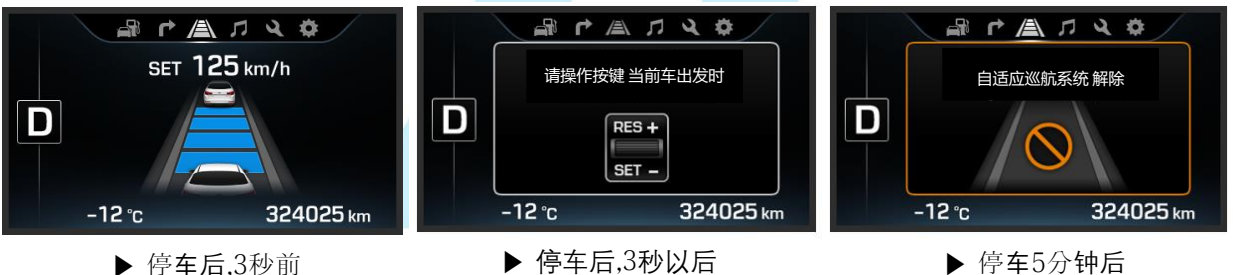 SET 125 km/h
D
-12 °C 324025 km
▶ 停车后,3秒前
请操作按键 当前车出发时
D
RES +
SET -
-12 °C 324025 km
▶ 停车后,3秒以后
自适应巡航系统 解除
D
-12 °C 324025 km
▶ 停车5分钟后